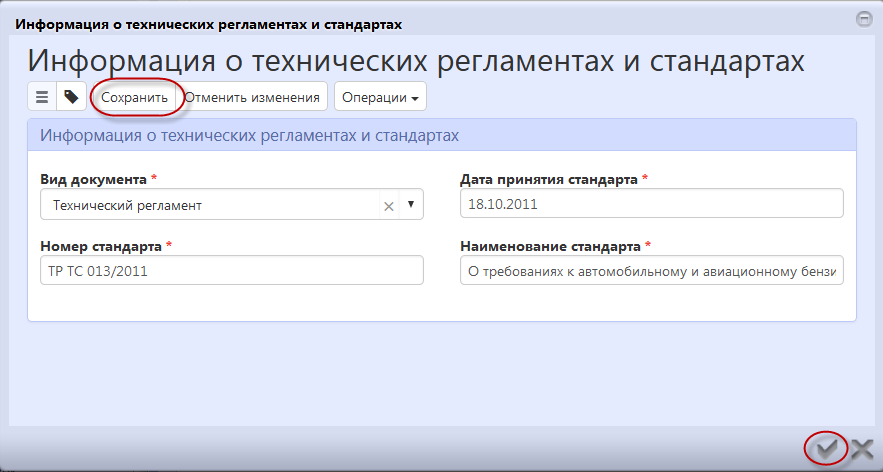 Информация о технических регламентах и стандартах
Информация о технических регламентах и стандартах
Сохранить Отменить изменения Операции
Информация о технических регламентах и стандартах
Вид документа * Дата принятия стандарта *
Технический регламент 18.10.2011
Номер стандарта * Наименование стандарта *
ТР ТС 013/2011 О требованиях к автомобильному и авиационному бензи